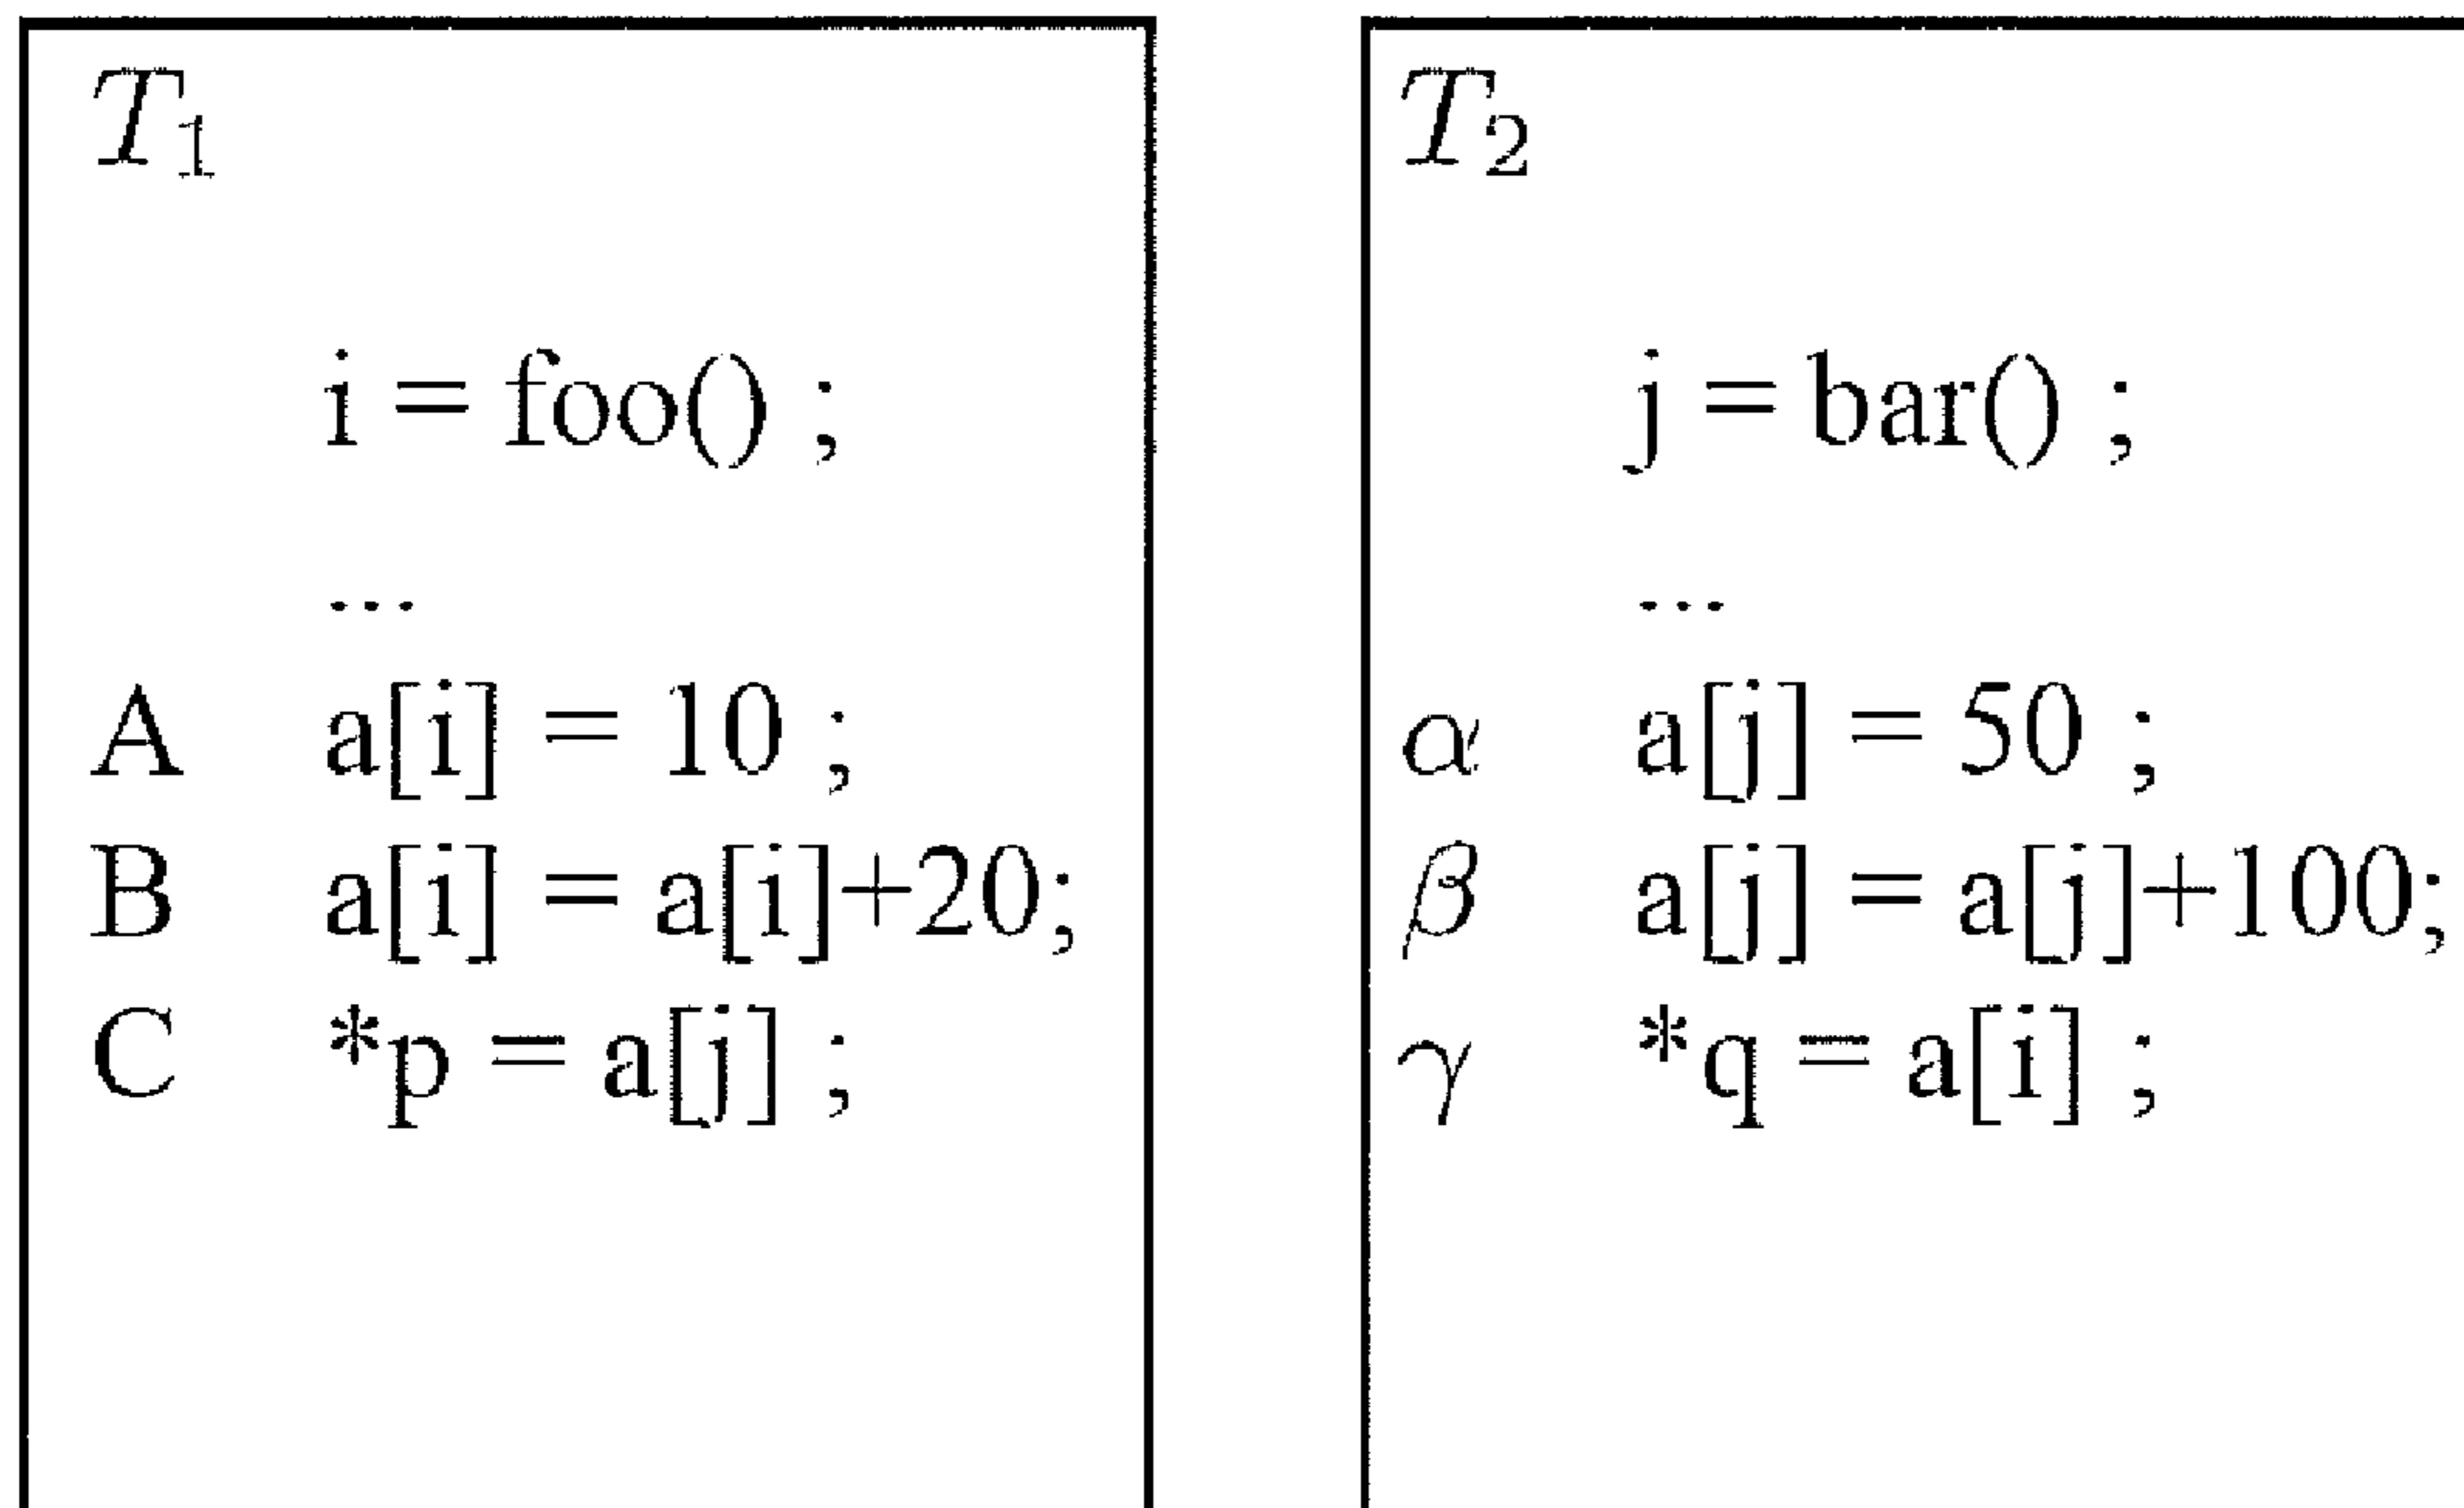 T₁
i = foo() ;
...
A a[i] = 10 ;
B a[i] = a[i]+20;
C *p = a[j] ;
T₂
j = bar() ;
...
α a[j] = 50 ;
β a[j] = a[j]+100;
γ *q = a[i] ;